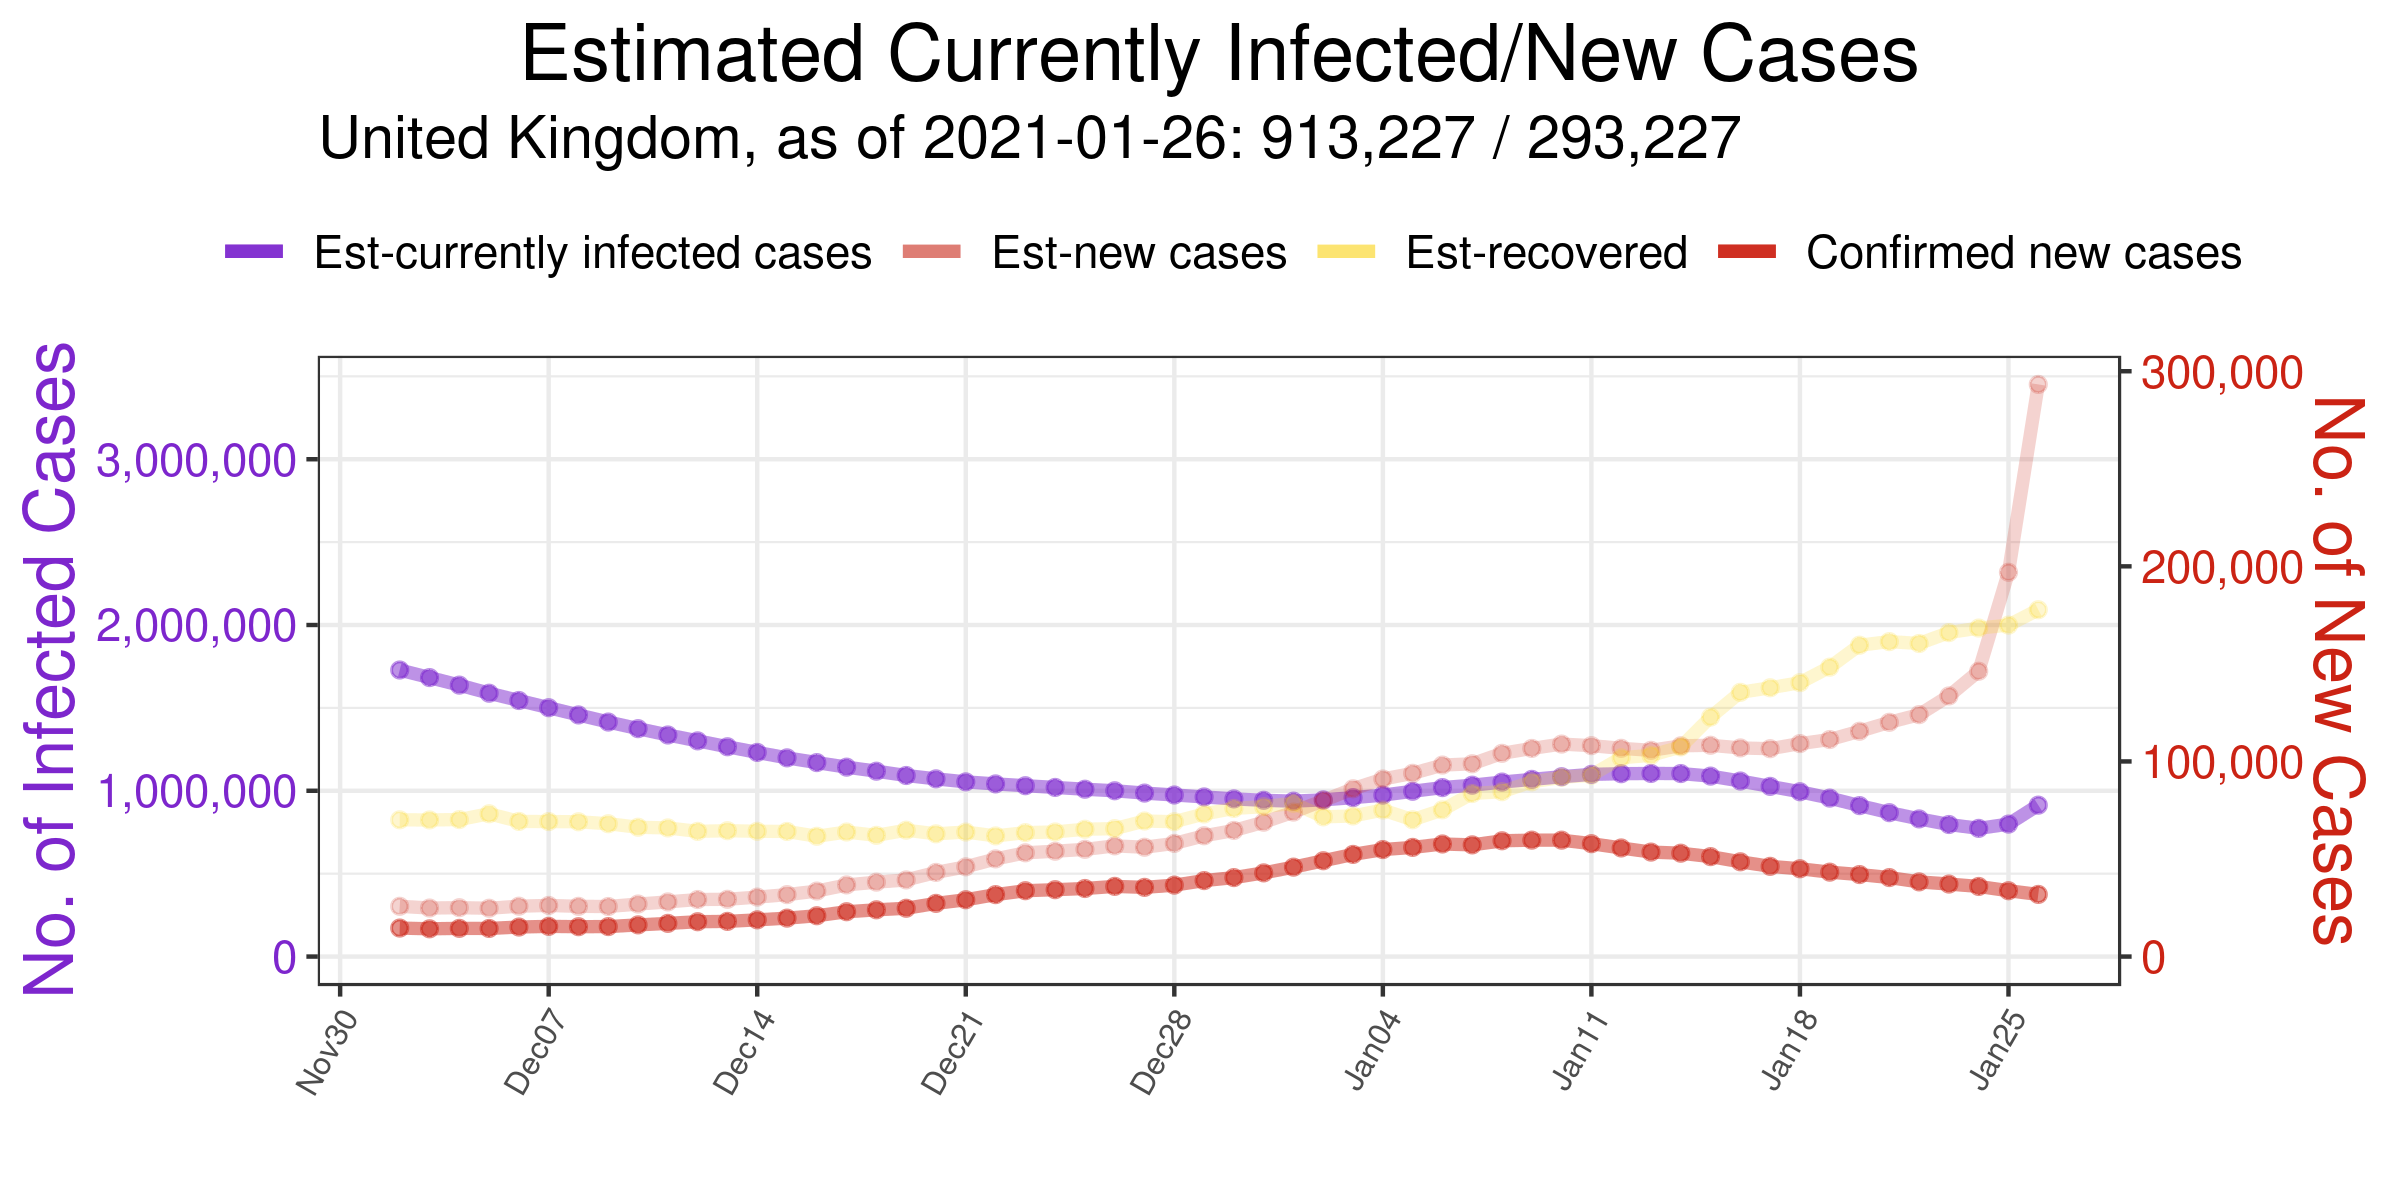 Estimated Currently Infected/New Cases
United Kingdom, as of 2021-01-26: 913,227 / 293,227
Est-currently infected cases Est-new cases Est-recovered Confirmed new cases
No. of Infected Cases
3,000,000
2,000,000
1,000,000
0
300,000
200,000
100,000
0
No. of New Cases
Nov30 Dec07 Dec14 Dec21 Dec28 Jan04 Jan11 Jan18 Jan25